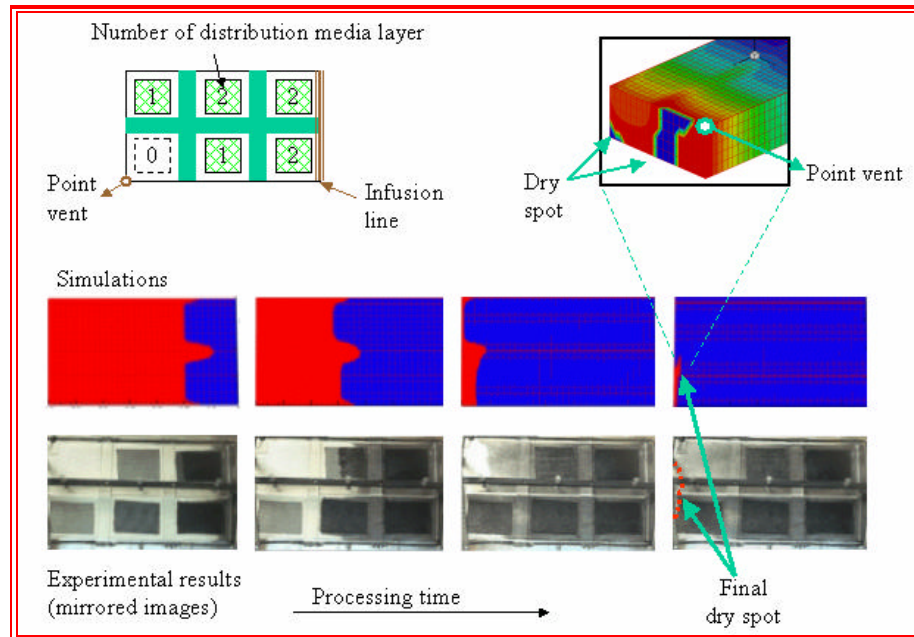 Number of distribution media layer
1 2 2
0 1 2
Point
vent
Infusion
line
Dry
spot
Point vent
Simulations
Experimental results
(mirrored images)
Processing time
Final
dry spot